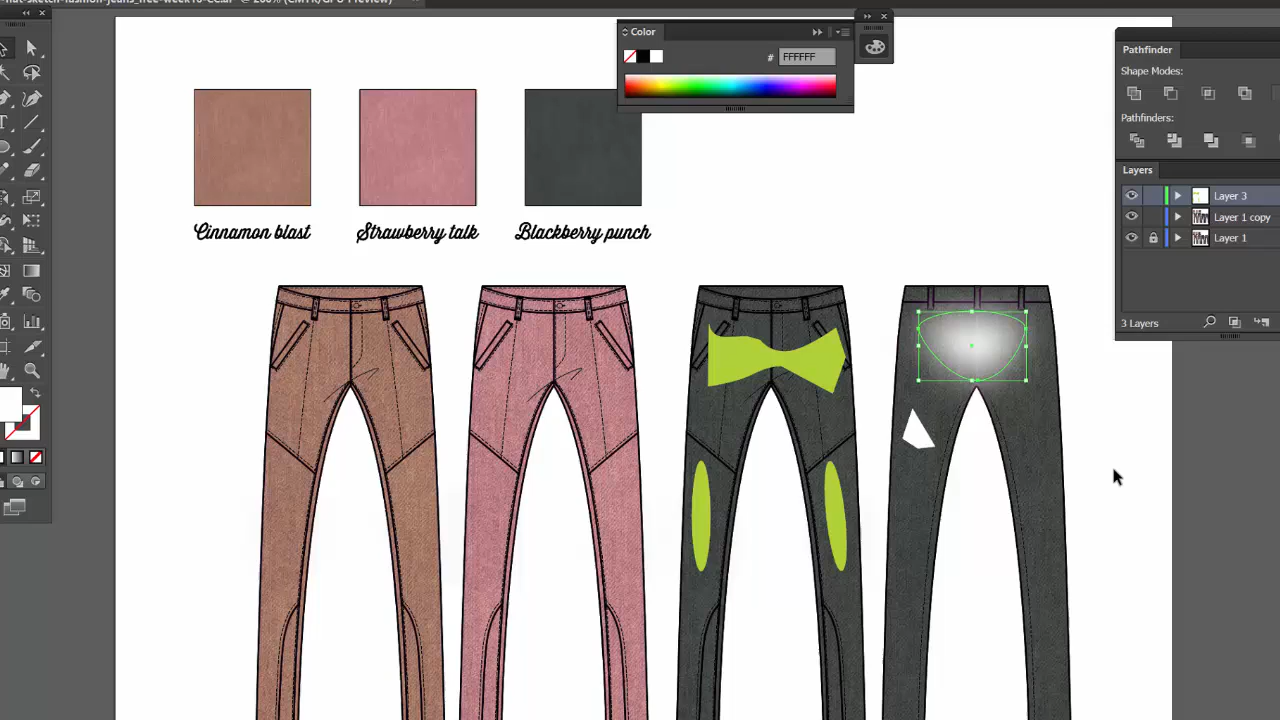 Color
# FFFFFF
Pathfinder
Shape Modes:
Pathfinders:
Layers
Layer 3
Layer 1 copy
Layer 1
3 Layers
Cinnamon blast
Strawberry talk
Blackberry punch